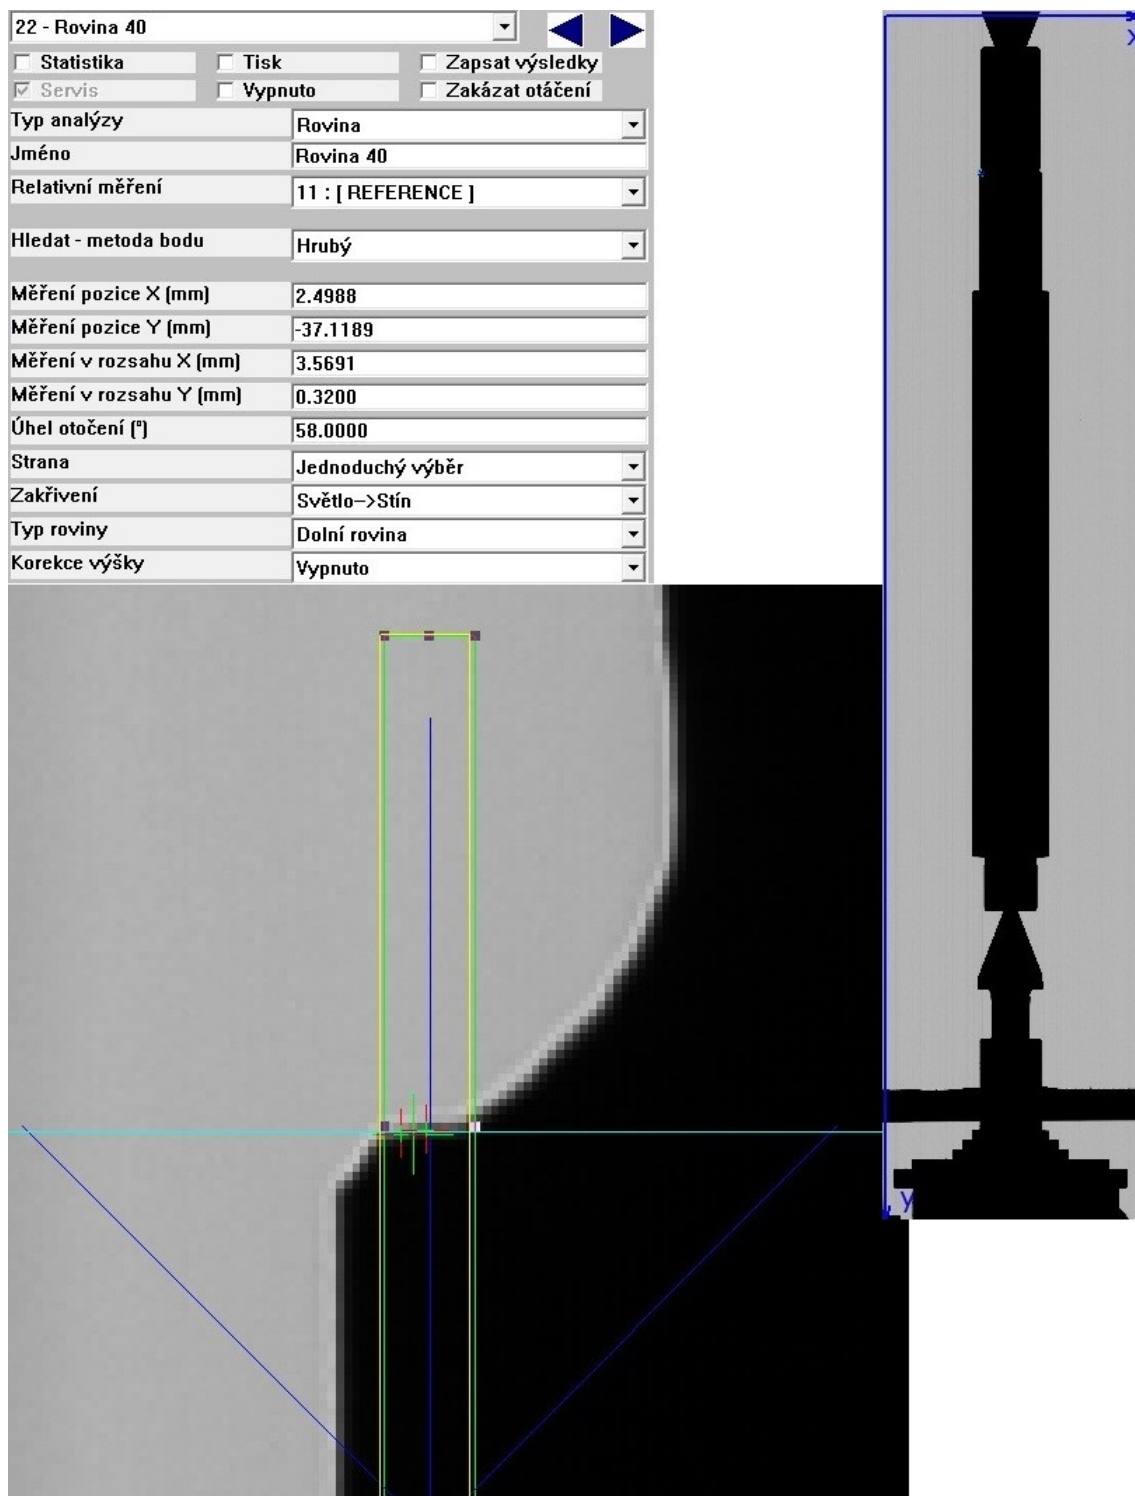 22 - Rovina 40
Statistika Tisk Zapsat výsledky
Servis Vypnuto Zakázat otáčení
Typ analýzy Rovina
Jméno Rovina 40
Relativní měření 11 : [ REFERENCE ]
Hledat - metoda bodu Hrubý
Měření pozice X (mm) 2.4988
Měření pozice Y (mm) -37.1189
Měření v rozsahu X (mm) 3.5691
Měření v rozsahu Y (mm) 0.3200
Úhel otočení (°) 58.0000
Strana Jednoduchý výběr
Zakřivení Světlo->Stín
Typ roviny Dolní rovina
Korekce výšky Vypnuto
x
y